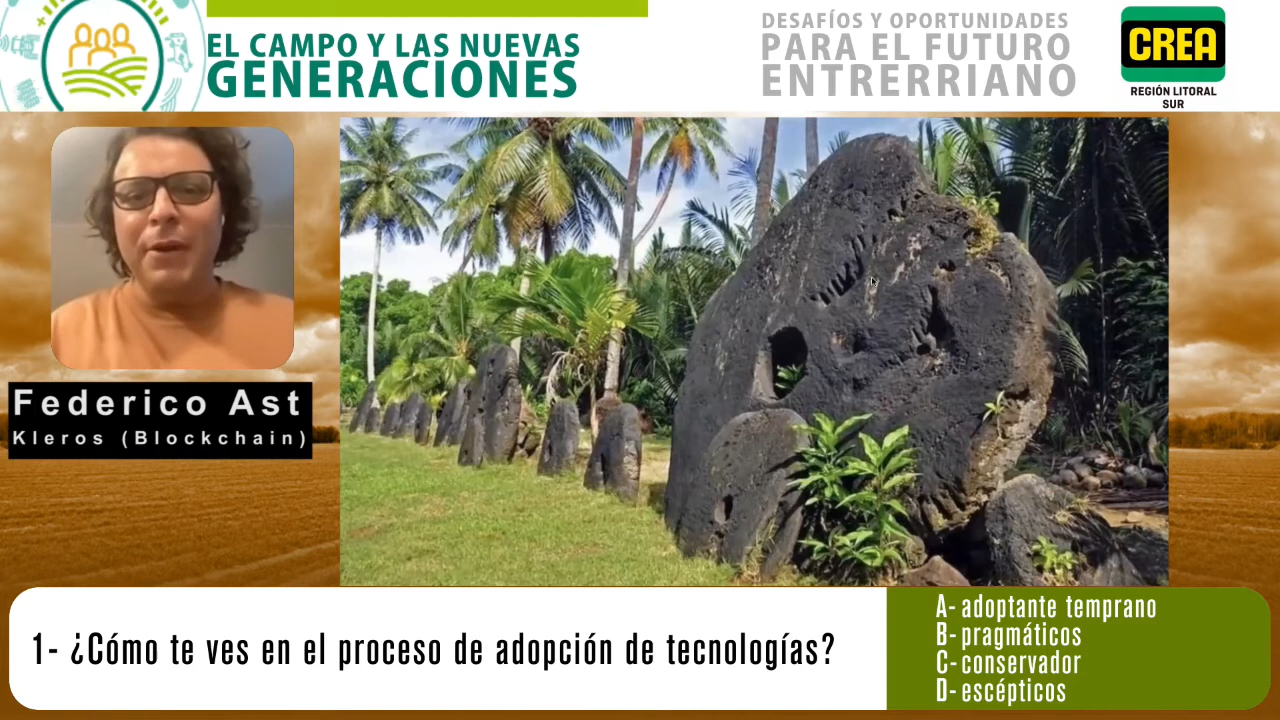 EL CAMPO Y LAS NUEVAS
GENERACIONES
DESAFÍOS Y OPORTUNIDADES
PARA EL FUTURO
ENTRERRIANO
CREA
REGIÓN LITORAL
SUR
Federico Ast
Kleros (Blockchain)
1- ¿Cómo te ves en el proceso de adopción de tecnologías?
A- adoptante temprano
B- pragmáticos
C- conservador
D- escépticos